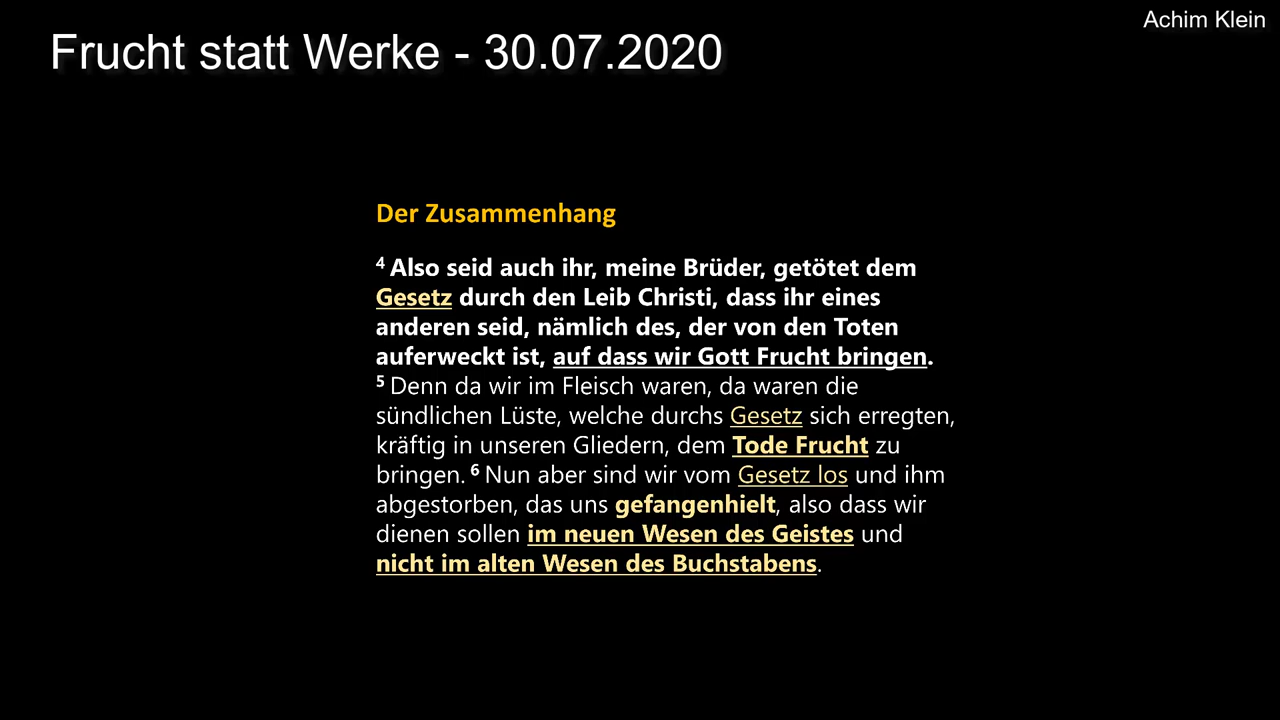 Achim Klein
Frucht statt Werke - 30.07.2020
Der Zusammenhang
4 Also seid auch ihr, meine Brüder, getötet dem
Gesetz durch den Leib Christi, dass ihr eines
anderen seid, nämlich des, der von den Toten
auferweckt ist, auf dass wir Gott Frucht bringen.
5 Denn da wir im Fleisch waren, da waren die
sündlichen Lüste, welche durchs Gesetz sich erregten,
kräftig in unseren Gliedern, dem Tode Frucht zu
bringen. 6 Nun aber sind wir vom Gesetz los und ihm
abgestorben, das uns gefangenhielt, also dass wir
dienen sollen im neuen Wesen des Geistes und
nicht im alten Wesen des Buchstabens.